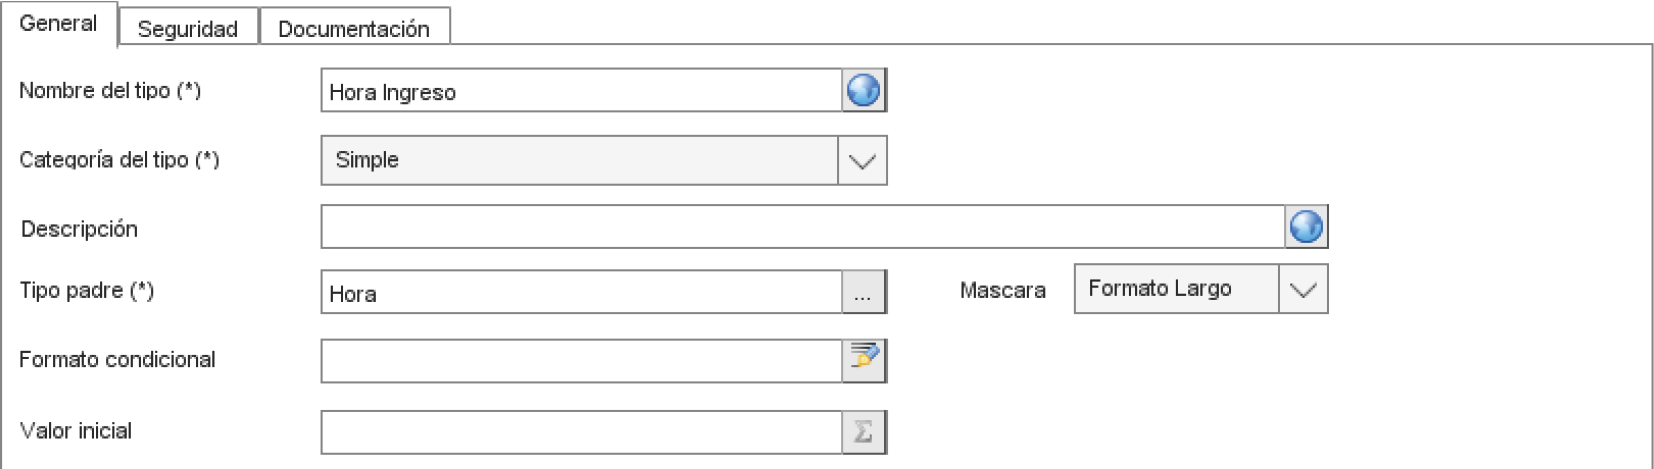 General
Seguridad
Documentación
Nombre del tipo (*)
Hora Ingreso
Categoría del tipo (*)
Simple
Descripción
Tipo padre (*)
Hora
...
Mascara
Formato Largo
Formato condicional
Valor inicial
Σ